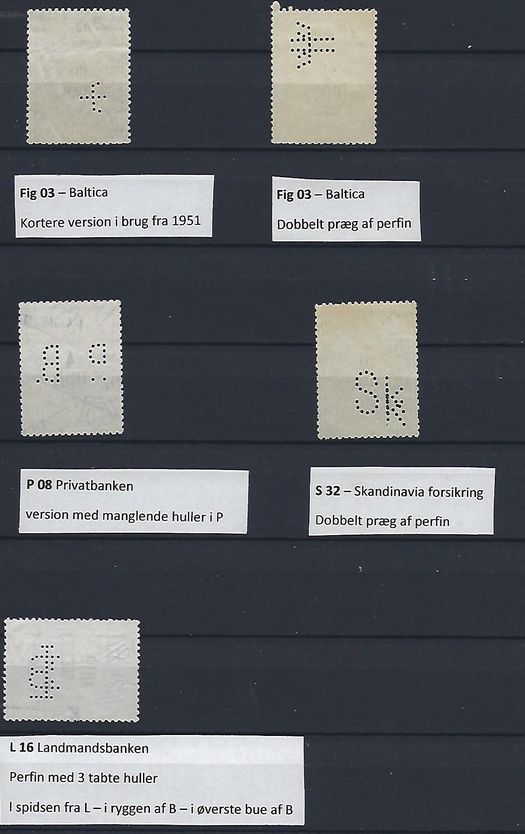 Fig 03 – Baltica
Kortere version i brug fra 1951
Fig 03 – Baltica
Dobbelt præg af perfin
B P
Sk
P 08 Privatbanken
version med manglende huller i P
S 32 – Skandinavia forsikring
Dobbelt præg af perfin
L 16 Landmandsbanken
Perfin med 3 tabte huller
I spidsen fra L – i ryggen af B – i øverste bue af B